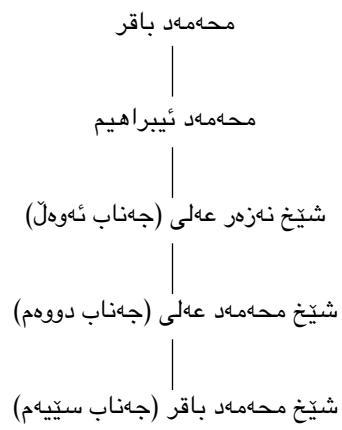 محەمەد باقر
محەمەد ئیبراهیم
شێخ نەزەر عەلی (جەناب ئەوەڵ)
شێخ محەمەد عەلی (جەناب دووەم)
شێخ محەمەد باقر (جەناب سێیەم)